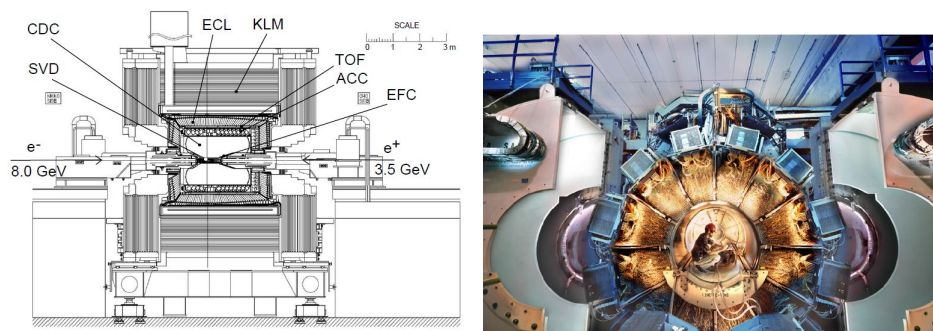 CDC
ECL
KLM
SCALE
0 1 2 3 m
SVD
TOF
ACC
EFC
e-
8.0 GeV
e+
3.5 GeV